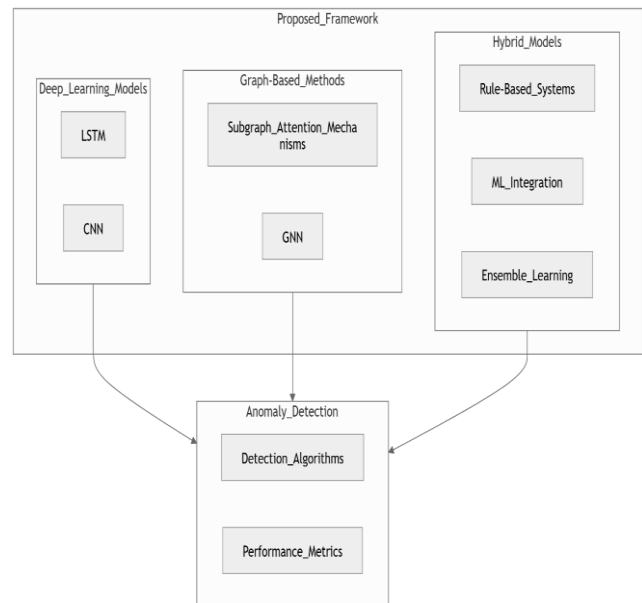 Proposed_Framework
Deep_Learning_Models
LSTM
CNN
Graph-Based_Methods
Subgraph_Attention_Mecha
nisms
GNN
Hybrid_Models
Rule-Based_Systems
ML_Integration
Ensemble_Learning
Anomaly_Detection
Detection_Algorithms
Performance_Metrics